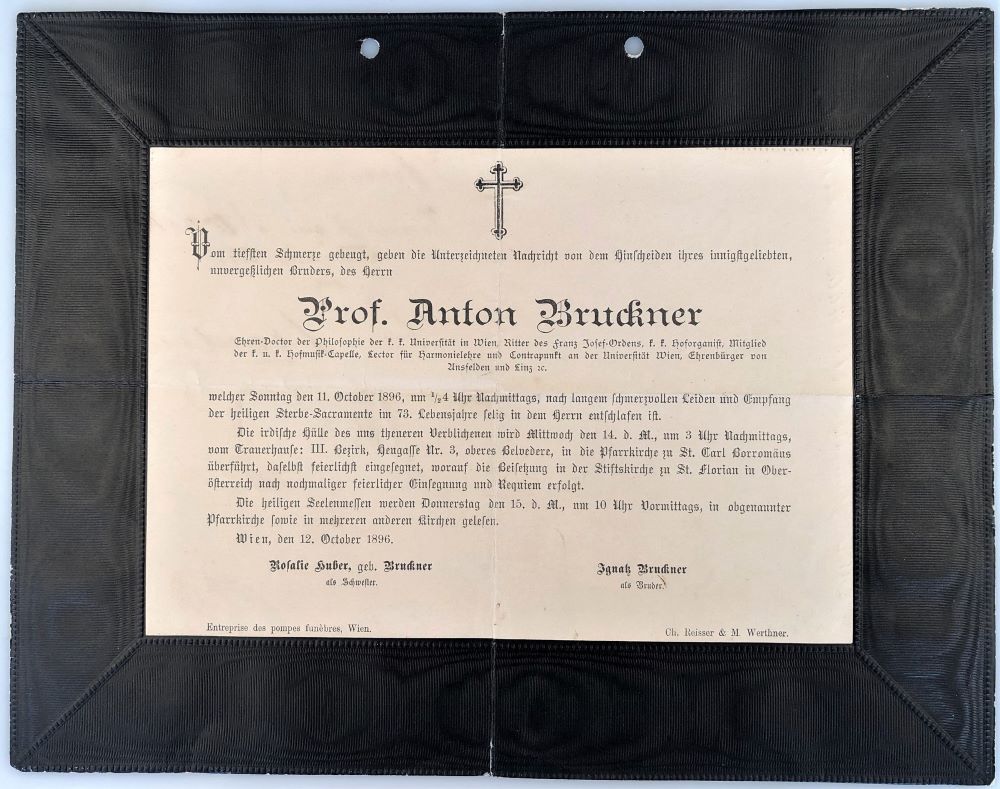 Vom tiefsten Schmerze gebeugt, geben die Unterzeichneten Nachricht von dem Hinscheiden ihres innigstgeliebten,
unvergeßlichen Bruders, des Herrn
Prof. Anton Bruckner
Ehren-Doctor der Philosophie der k. k. Universität in Wien, Ritter des Franz Josef-Ordens, k. k. Hoforganist, Mitglied
der k. u. k. Hofmusik-Capelle, Lector für Harmonielehre und Contrapunkt an der Universität Wien, Ehrenbürger von
Ansfelden und Linz ꝛc.
welcher Sonntag den 11. October 1896, um 1/2 4 Uhr Nachmittags, nach langem schmerzvollen Leiden und Empfang
der heiligen Sterbe-Sacramente im 73. Lebensjahre selig in dem Herrn entschlafen ist.
Die irdische Hülle des uns theneren Verblichenen wird Mittwoch den 14. d. M., um 3 Uhr Nachmittags,
vom Trauerhause: III. Bezirk, Heugasse Nr. 3, oberes Belvedere, in die Pfarrkirche zu St. Carl Borromäus
überführt, daselbst feierlichst eingesegnet, worauf die Beisetzung in der Stiftskirche zu St. Florian in Ober-
österreich nach nochmaliger feierlicher Einsegnung und Requiem erfolgt.
Die heiligen Seelenmessen werden Donnerstag den 15. d. M., um 10 Uhr Vormittags, in obgenannter
Pfarrkirche sowie in mehreren anderen Kirchen gelesen.
Wien, den 12. October 1896.
Rosalie Huber, geb. Bruckner
als Schwester.
Ignatz Bruckner
als Bruder.
Entreprise des pompes funèbres, Wien.
Ch. Reisser & M. Werthner.